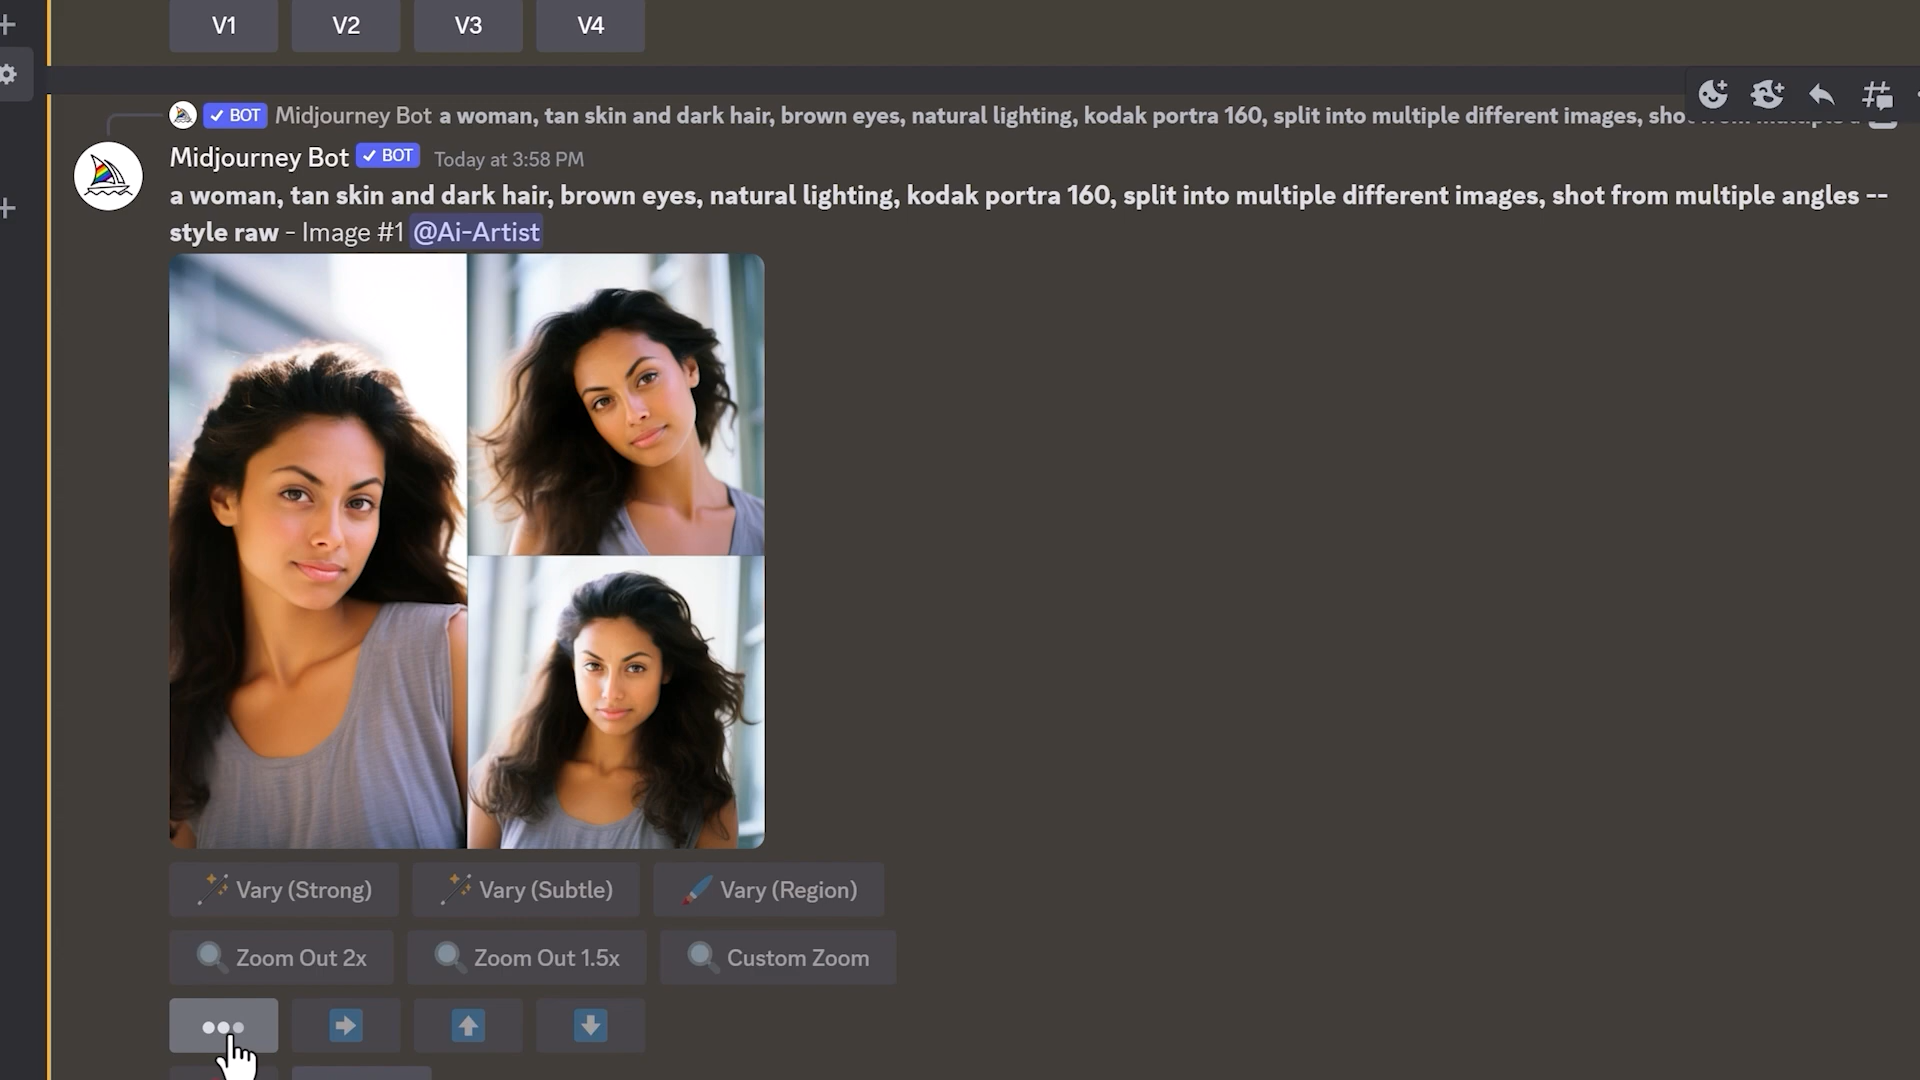 V1 V2 V3 V4
BOT Midjourney Bot a woman, tan skin and dark hair, brown eyes, natural lighting, kodak portra 160, split into multiple different images,
Midjourney Bot BOT Today at 3:58 PM
a woman, tan skin and dark hair, brown eyes, natural lighting, kodak portra 160, split into multiple different images, shot from multiple angles --
style raw - Image #1 @Ai-Artist
Vary (Strong) Vary (Subtle) Vary (Region)
Zoom Out 2x Zoom Out 1.5x Custom Zoom